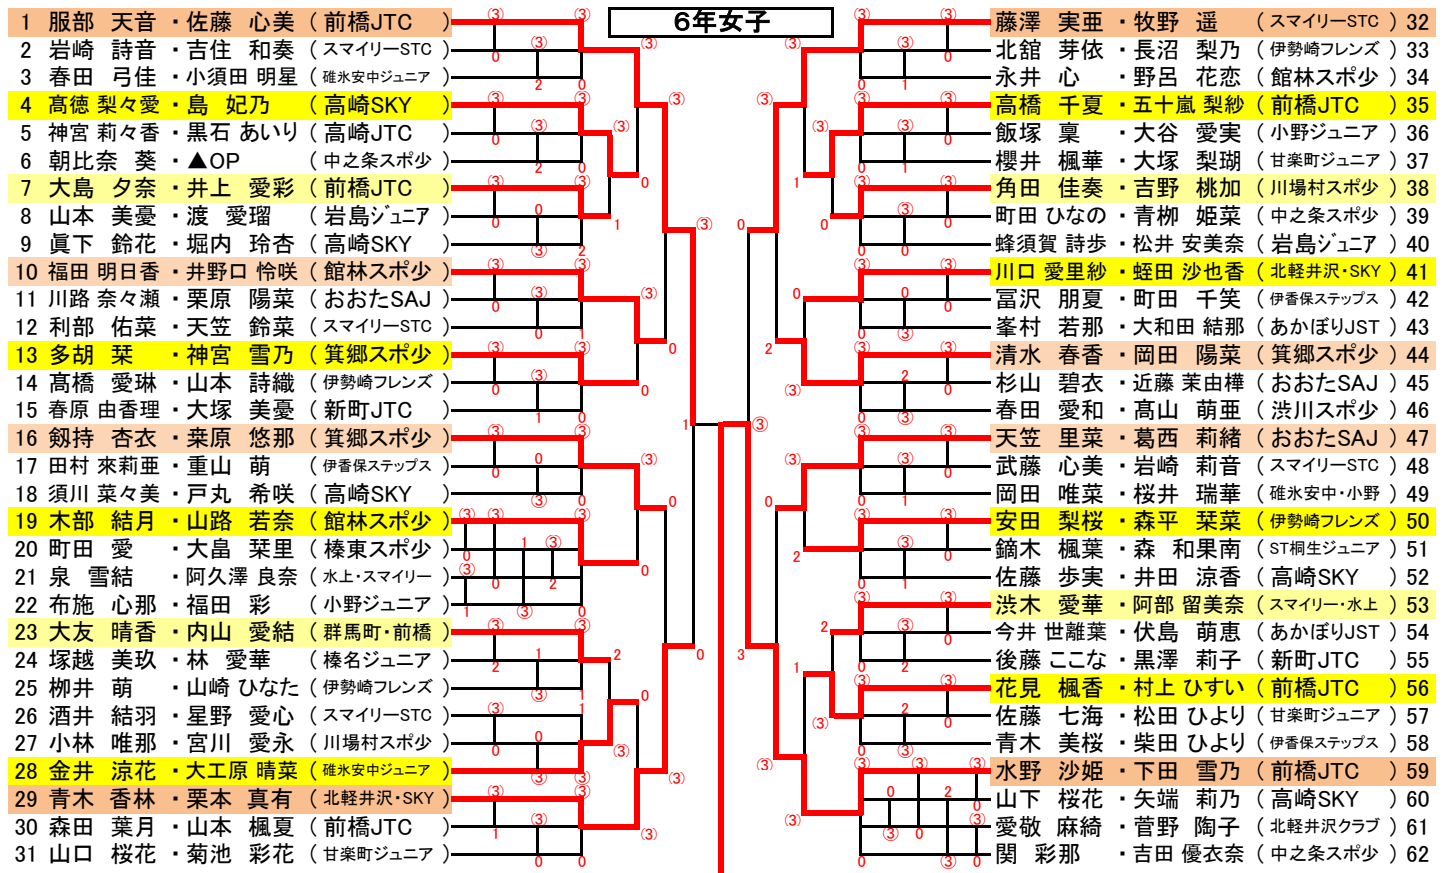 6年女子
1 服部 天音・佐藤 心美 ( 前橋JTC )
2 岩崎 詩音・吉住 和奏 ( スマイリーSTC )
3 春田 弓佳・小須田 明星 ( 碓氷安中ジュニア )
4 髙徳 梨々愛・島 妃乃 ( 高崎SKY )
5 神宮 莉々香・黒石 あいり ( 高崎JTC )
6 朝比奈 葵・▲OP ( 中之条スポ少 )
7 大島 夕奈・井上 愛彩 ( 前橋JTC )
8 山本 美憂・渡 愛瑠 ( 岩島ジュニア )
9 眞下 鈴花・堀内 玲杏 ( 高崎SKY )
10 福田 明日香・井野口 怜咲 ( 館林スポ少 )
11 川路 奈々瀬・栗原 陽菜 ( おおたSAJ )
12 利部 佑菜・天笠 鈴菜 ( スマイリーSTC )
13 多胡 栞・神宮 雪乃 ( 箕郷スポ少 )
14 髙橋 愛琳・山本 詩織 ( 伊勢崎フレンズ )
15 春原 由香理・大塚 美憂 ( 新町JTC )
16 剱持 杏衣・桒原 悠那 ( 箕郷スポ少 )
17 田村 來莉亜・重山 萌 ( 伊香保ステップス )
18 須川 菜々美・戸丸 希咲 ( 高崎SKY )
19 木部 結月・山路 若奈 ( 館林スポ少 )
20 町田 愛・大畠 栞里 ( 榛東スポ少 )
21 泉 雪結・阿久澤 良奈 ( 水上・スマイリー )
22 布施 心那・福田 彩 ( 小野ジュニア )
23 大友 晴香・内山 愛結 ( 群馬町・前橋 )
24 塚越 美玖・林 愛華 ( 榛名ジュニア )
25 栁井 萌・山崎 ひなた ( 伊勢崎フレンズ )
26 酒井 結羽・星野 愛心 ( スマイリーSTC )
27 小林 唯那・宮川 愛永 ( 川場村スポ少 )
28 金井 涼花・大工原 晴菜 ( 碓氷安中ジュニア )
29 青木 香林・栗本 真有 ( 北軽井沢・SKY )
30 森田 葉月・山本 楓夏 ( 前橋JTC )
31 山口 桜花・菊池 彩花 ( 甘楽町ジュニア )
藤澤 実亜・牧野 遥 ( スマイリーSTC ) 32
北舘 芽依・長沼 梨乃 ( 伊勢崎フレンズ ) 33
永井 心・野呂 花恋 ( 館林スポ少 ) 34
高橋 千夏・五十嵐 梨紗 ( 前橋JTC ) 35
飯塚 稟・大谷 愛実 ( 小野ジュニア ) 36
櫻井 楓華・大塚 梨瑚 ( 甘楽町ジュニア ) 37
角田 佳奏・吉野 桃加 ( 川場村スポ少 ) 38
町田 ひなの・青栁 姫菜 ( 中之条スポ少 ) 39
蜂須賀 詩歩・松井 安美奈 ( 岩島ジュニア ) 40
川口 愛里紗・蛭田 沙也香 ( 北軽井沢・SKY ) 41
冨沢 朋夏・町田 千笑 ( 伊香保ステップス ) 42
峯村 若那・大和田 結那 ( あかぼりJST ) 43
清水 春香・岡田 陽菜 ( 箕郷スポ少 ) 44
杉山 碧衣・近藤 茉由樺 ( おおたSAJ ) 45
春田 愛和・髙山 萌亜 ( 渋川スポ少 ) 46
天笠 里菜・葛西 莉緒 ( おおたSAJ ) 47
武藤 心美・岩崎 莉音 ( スマイリーSTC ) 48
岡田 唯菜・桜井 瑞華 ( 碓氷安中・小野 ) 49
安田 梨桜・森平 栞菜 ( 伊勢崎フレンズ ) 50
鏑木 楓葉・森 和果南 ( ST桐生ジュニア ) 51
佐藤 歩実・井田 涼香 ( 高崎SKY ) 52
渋木 愛華・阿部 留美奈 ( スマイリー・水上 ) 53
今井 世離葉・伏島 萌恵 ( あかぼりJST ) 54
後藤 ここな・黒澤 莉子 ( 新町JTC ) 55
花見 楓香・村上 ひすい ( 前橋JTC ) 56
佐藤 七海・松田 ひより ( 甘楽町ジュニア ) 57
青木 美桜・柴田 ひより ( 伊香保ステップス ) 58
水野 沙姫・下田 雪乃 ( 前橋JTC ) 59
山下 桜花・矢端 莉乃 ( 高崎SKY ) 60
愛敬 麻綺・菅野 陶子 ( 北軽井沢クラブ ) 61
関 彩那・吉田 優衣奈 ( 中之条スポ少 ) 62